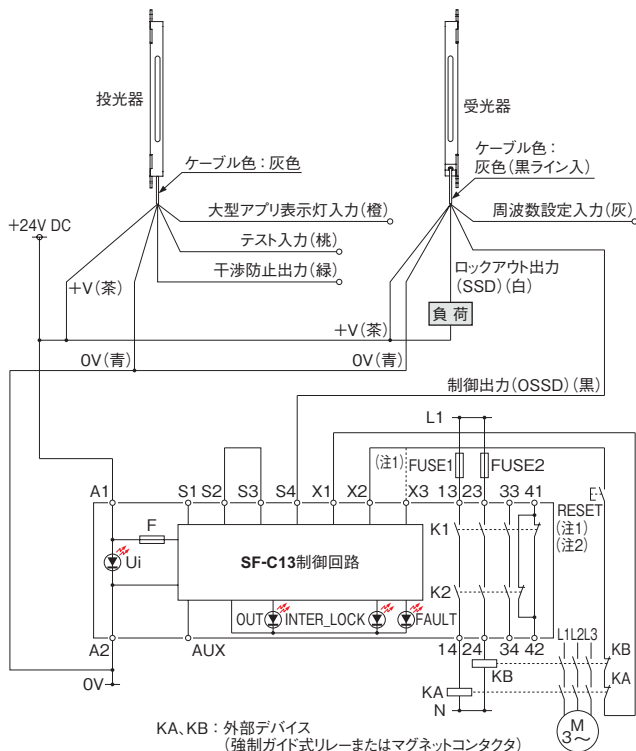 投光器
受光器
ケーブル色：灰色
ケーブル色：
灰色(黒ライン入)
大型アプリ表示灯入力(橙)
周波数設定入力(灰)
+24V DC
テスト入力(桃)
干渉防止出力(緑)
ロックアウト出力
(SSD)(白)
+V(茶)
負荷
+V(茶)
0V(青)
0V(青)
制御出力(OSSD)(黒)
L1
(注1)
FUSE1
FUSE2
A1
S1
S2
S3
S4
X1
X2
X3
13
23
33
41
RESET
(注1)
(注2)
F
Ui
SF-C13制御回路
K1
K2
OUT
INTER_LOCK
FAULT
A2
AUX
14
24
34
42
L1L2L3
KB
KA
0V
KB
KA
N
M
3～
KA、KB：外部デバイス
(強制ガイド式リレーまたはマグネットコンタクタ)